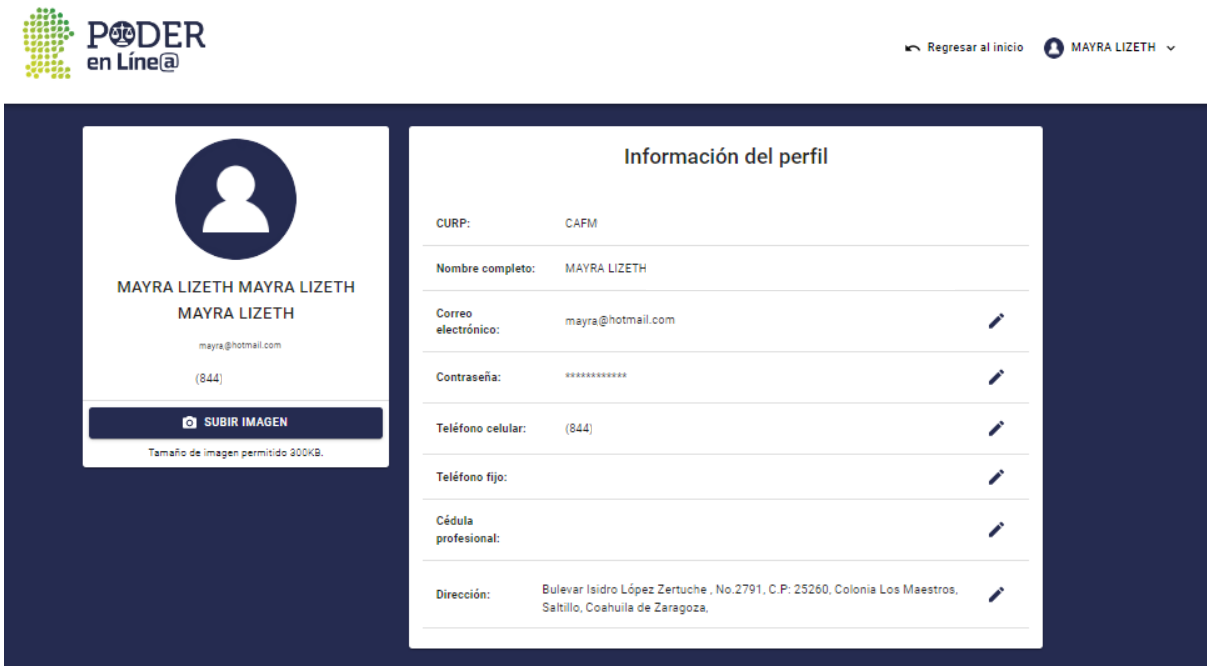 PODER
en Líne@
Regresar al inicio
MAYRA LIZETH
MAYRA LIZETH MAYRA LIZETH
MAYRA LIZETH
mayra@hotmail.com
(844)
SUBIR IMAGEN
Tamaño de imagen permitido 300KB.
Información del perfil
CURP: CAFM
Nombre completo: MAYRA LIZETH
Correo
electrónico: mayra@hotmail.com
Contraseña: ************
Teléfono celular: (844)
Teléfono fijo:
Cédula
profesional:
Dirección: Bulevar Isidro López Zertuche , No.2791, C.P: 25260, Colonia Los Maestros,
Saltillo, Coahuila de Zaragoza,